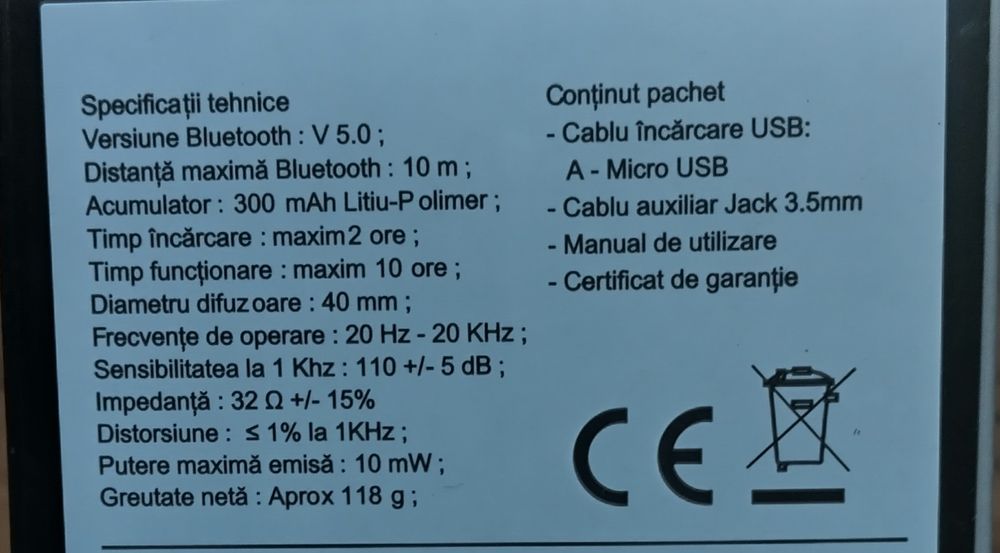 Specificații tehnice
Versiune Bluetooth : V 5.0 ;
Distanță maximă Bluetooth : 10 m ;
Acumulator : 300 mAh Litiu-Polimer ;
Timp încărcare : maxim2 ore ;
Timp funcționare : maxim 10 ore ;
Diametru difuzoare : 40 mm ;
Frecvențe de operare : 20 Hz - 20 KHz ;
Sensibilitatea la 1 Khz : 110 +/- 5 dB ;
Impedanță : 32 Ω +/- 15%
Distorsiune : ≤ 1% la 1KHz ;
Putere maximă emisă : 10 mW ;
Greutate netă : Aprox 118 g ;
Conținut pachet
- Cablu încărcare USB:
A - Micro USB
- Cablu auxiliar Jack 3.5mm
- Manual de utilizare
- Certificat de garanție
CE